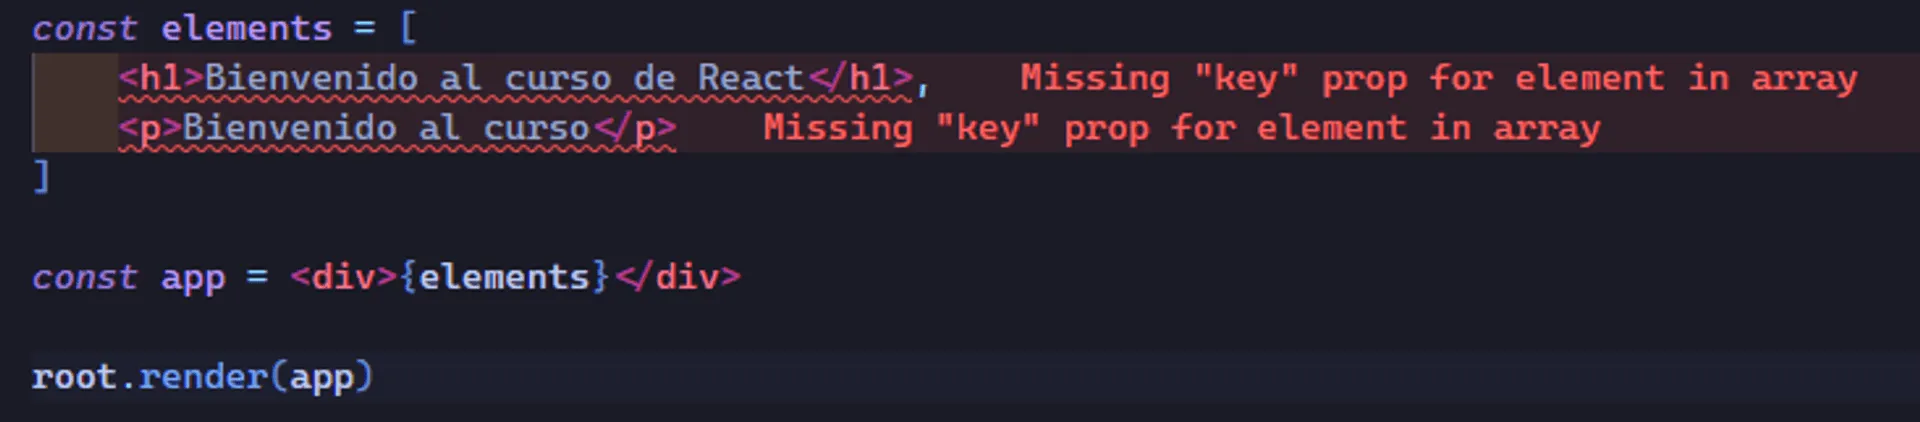 const elements = [
    <h1>Bienvenido al curso de React</h1>,    Missing "key" prop for element in array
    <p>Bienvenido al curso</p>    Missing "key" prop for element in array
]
const app = <div>{elements}</div>
root.render(app)